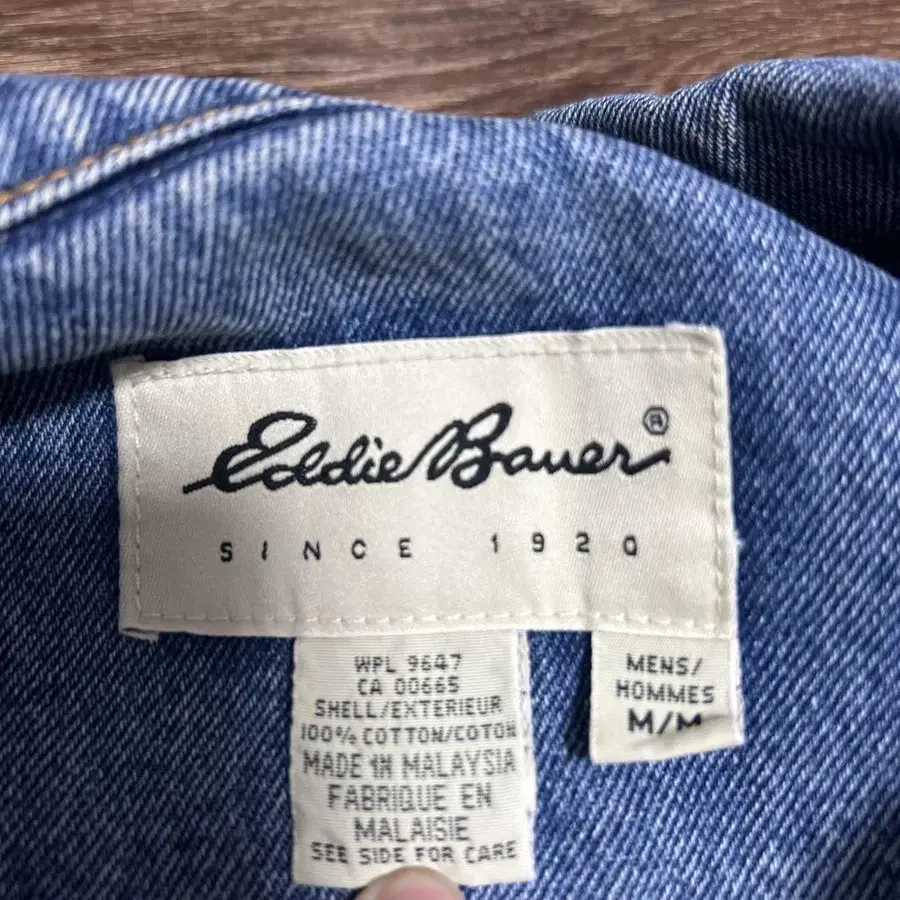 Eddie Bauer®
SINCE 1920
WPL 9647
CA 00665
SHELL/EXTERIEUR
100% COTTON/COTON
MADE IN MALAYSIA
FABRIQUE EN
MALAISIE
SEE SIDE FOR CARE
MENS/
HOMMES
M/M